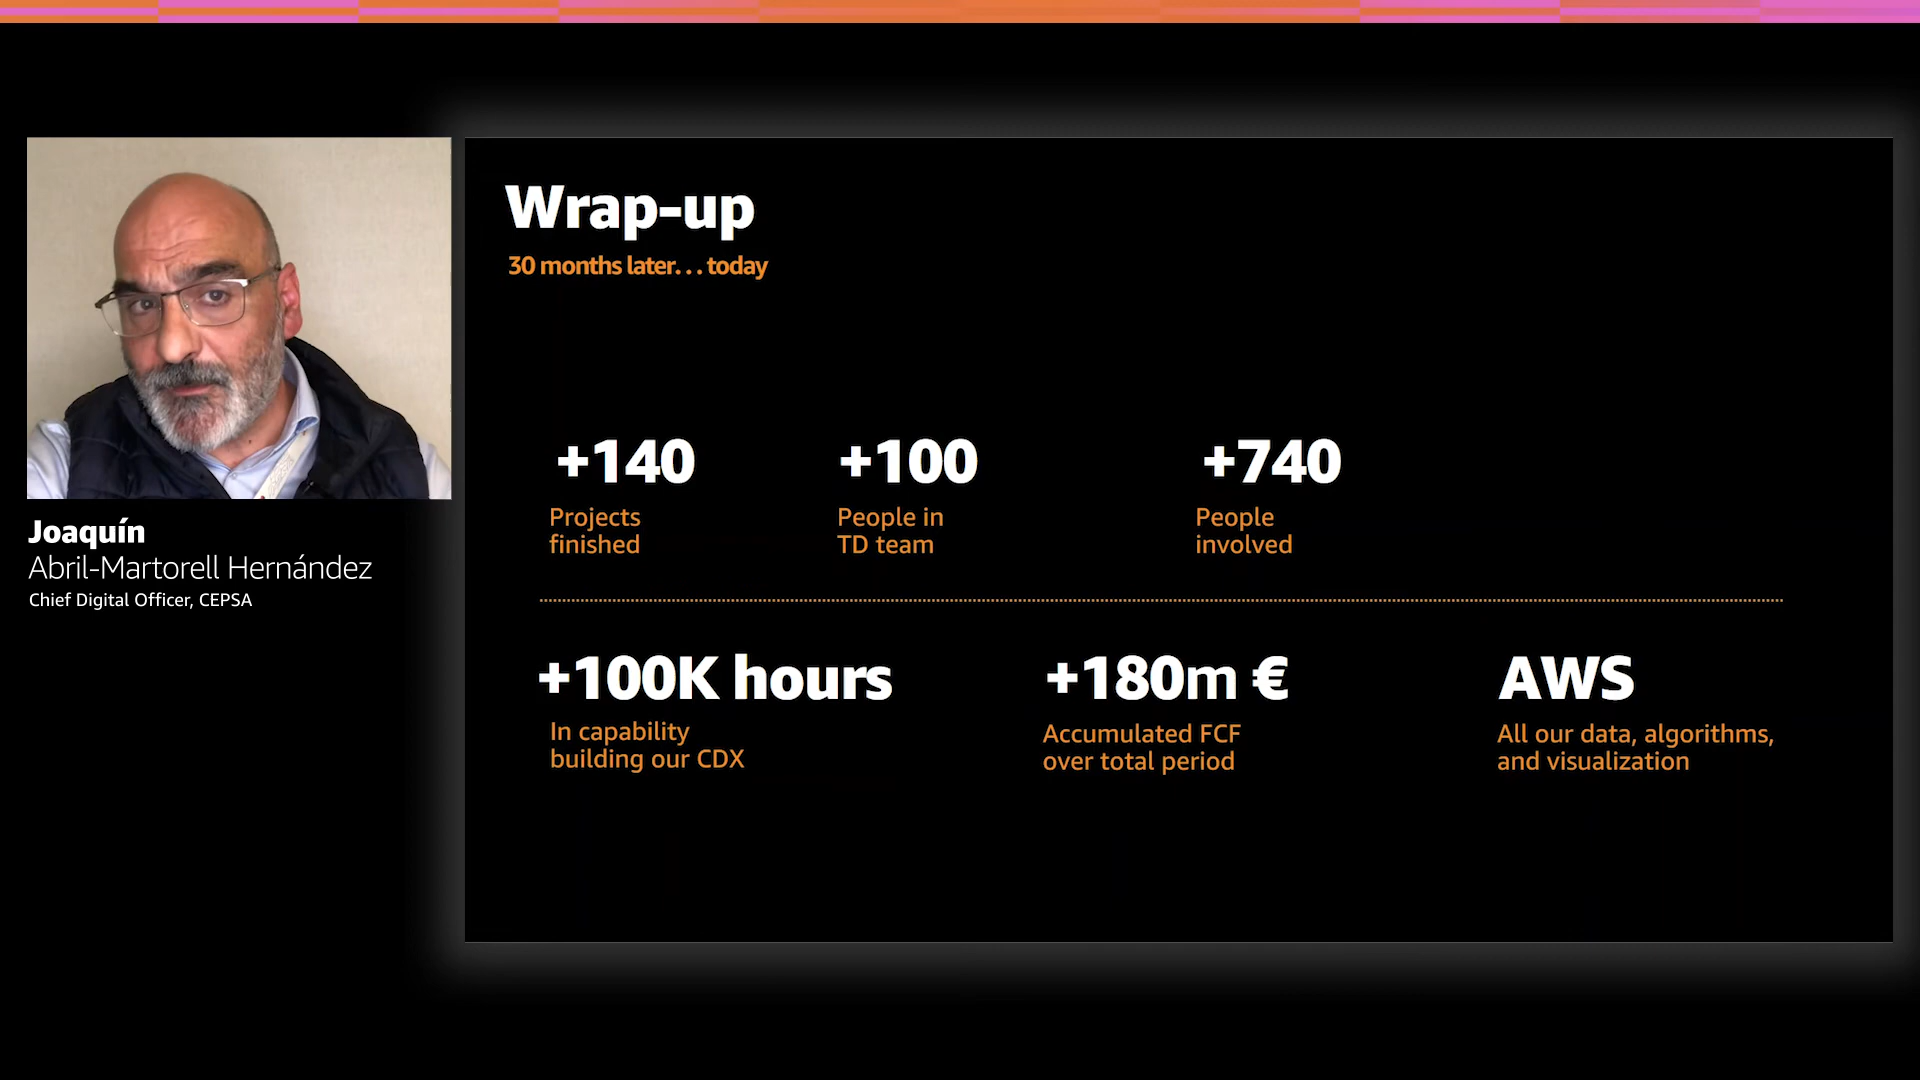 Joaquín
Abril-Martorell Hernández
Chief Digital Officer, CEPSA
Wrap-up
30 months later... today
+140
Projects
finished
+100
People in
TD team
+740
People
involved
+100K hours
In capability
building our CDX
+180m €
Accumulated FCF
over total period
AWS
All our data, algorithms,
and visualization